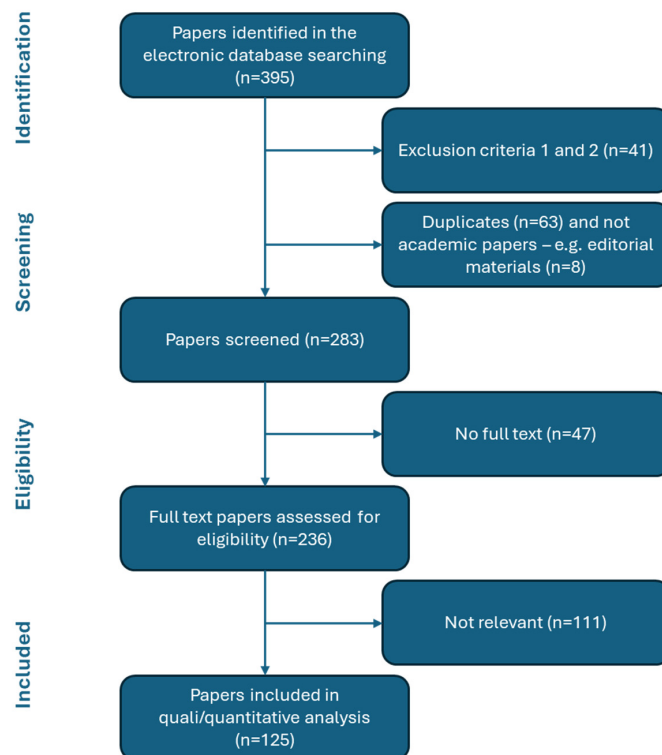 Identification
Papers identified in the
electronic database searching
(n=395)
Exclusion criteria 1 and 2 (n=41)
Screening
Duplicates (n=63) and not
academic papers – e.g. editorial
materials (n=8)
Papers screened (n=283)
Eligibility
No full text (n=47)
Full text papers assessed for
eligibility (n=236)
Included
Not relevant (n=111)
Papers included in
quali/quantitative analysis
(n=125)